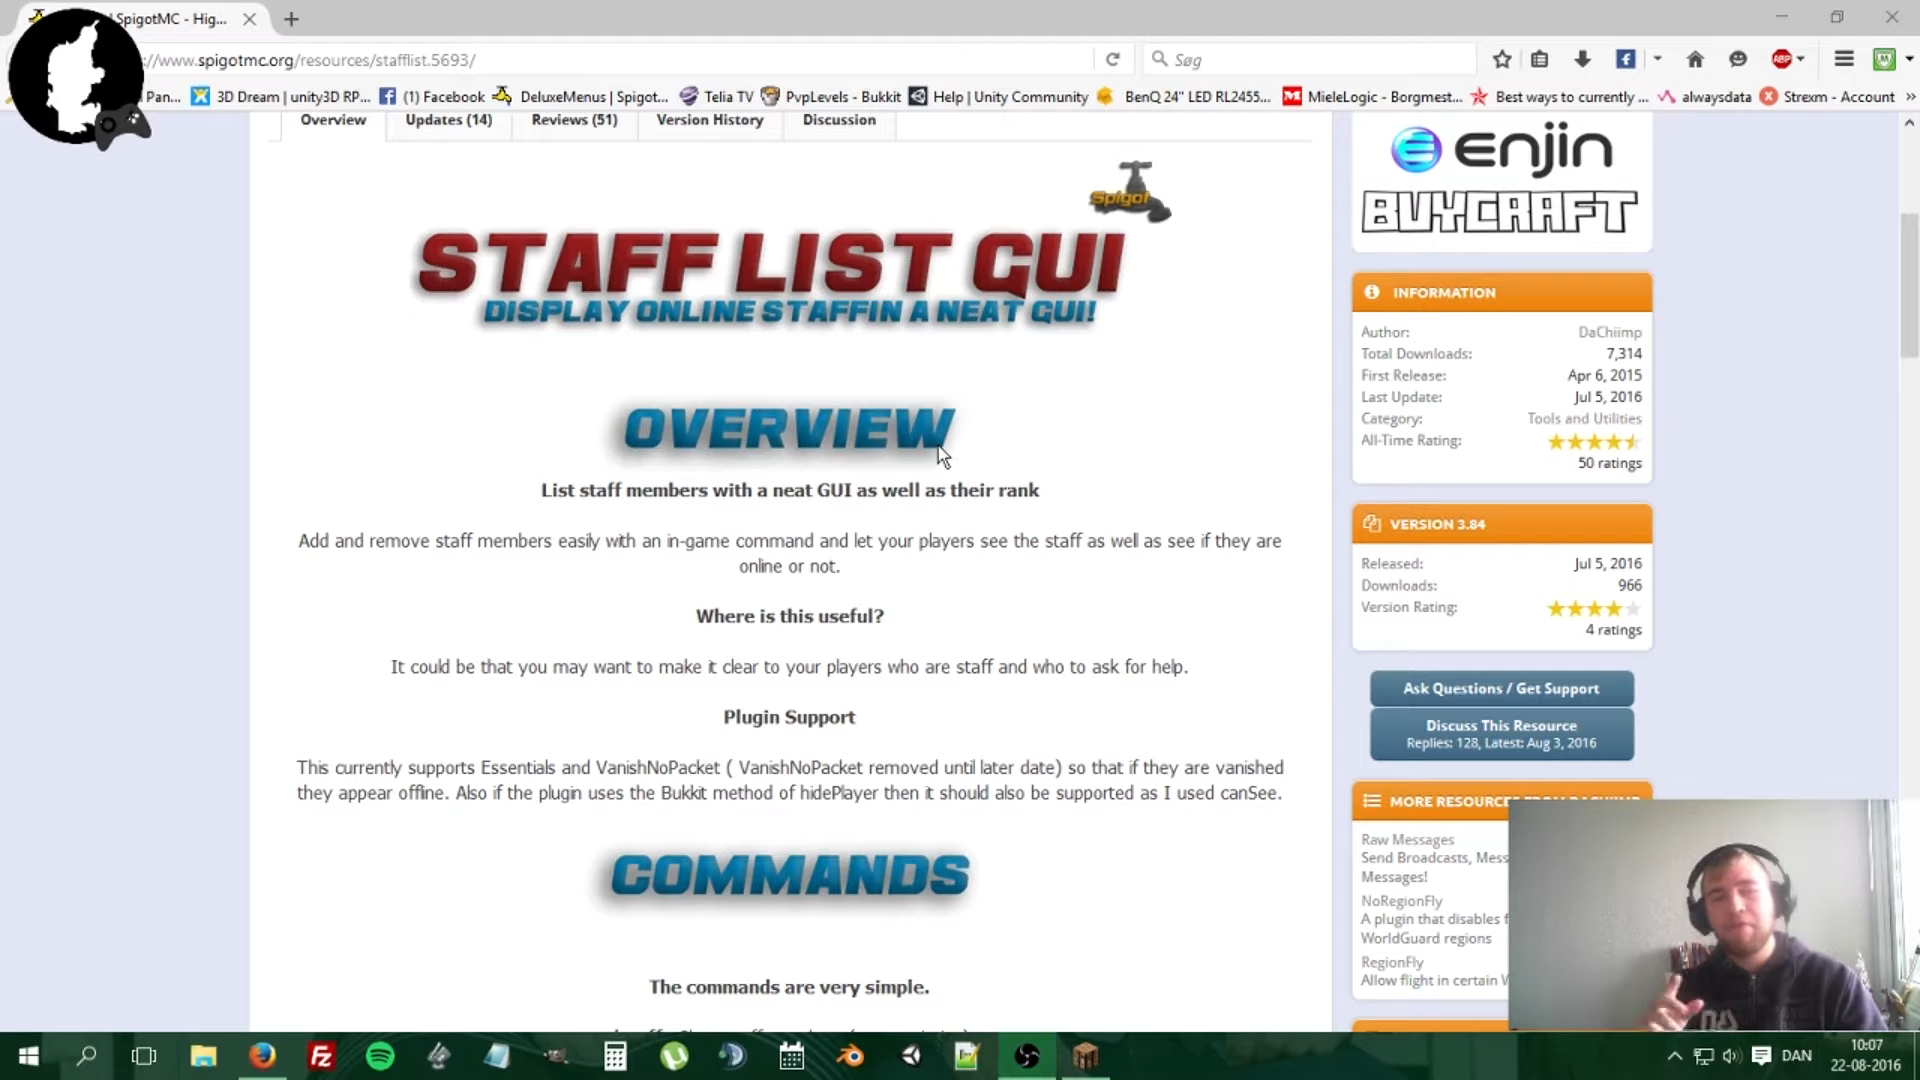 SpigotMC - Hig...
//www.spigotmc.org/resources/stafflist.5693/
Søg
ABP
Pan...
3D Dream | unity3D RP...
(1) Facebook
DeluxeMenus | Spigot...
Telia TV
PvpLevels - Bukkit
Help | Unity Community
BenQ 24" LED RL2455...
MieleLogic - Borgmest...
Best ways to currently ...
alwaysdata
Strexm - Account
Overview
Updates (14)
Reviews (51)
Version History
Discussion
Spigot
STAFF LIST GUI
DISPLAY ONLINE STAFFIN A NEAT GUI!
OVERVIEW
List staff members with a neat GUI as well as their rank
Add and remove staff members easily with an in-game command and let your players see the staff as well as see if they are
online or not.
Where is this useful?
It could be that you may want to make it clear to your players who are staff and who to ask for help.
Plugin Support
This currently supports Essentials and VanishNoPacket ( VanishNoPacket removed until later date) so that if they are vanished
they appear offline. Also if the plugin uses the Bukkit method of hidePlayer then it should also be supported as I used canSee.
COMMANDS
The commands are very simple.
enjin
BUYCRAFT
INFORMATION
Author: DaChiimp
Total Downloads: 7,314
First Release: Apr 6, 2015
Last Update: Jul 5, 2016
Category: Tools and Utilities
All-Time Rating:
50 ratings
VERSION 3.84
Released: Jul 5, 2016
Downloads: 966
Version Rating:
4 ratings
Ask Questions / Get Support
Discuss This Resource
Replies: 128, Latest: Aug 3, 2016
MORE RESOURCES FROM DACHIIMP
Raw Messages
Send Broadcasts, Mess
Messages!
NoRegionFly
A plugin that disables f
WorldGuard regions
RegionFly
Allow flight in certain W
DAN
10:07
22-08-2016